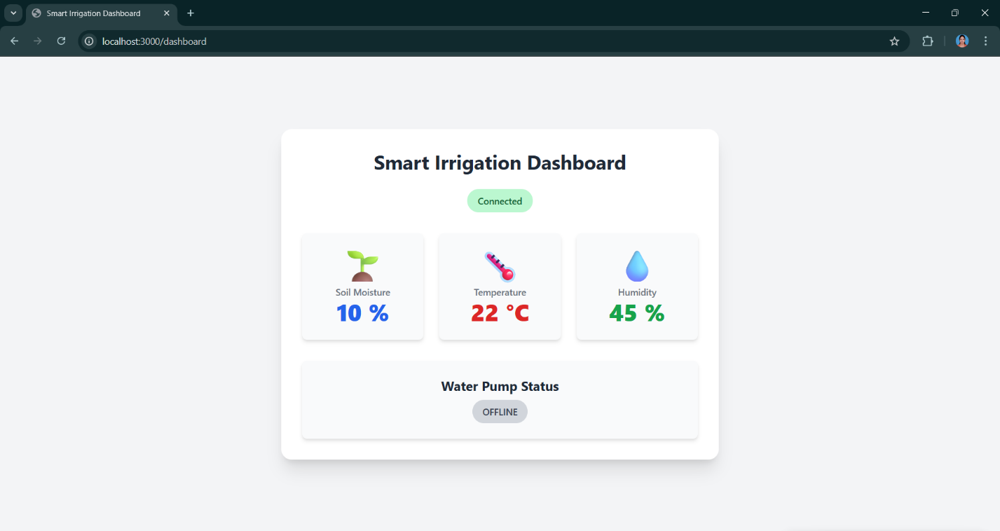 Smart Irrigation Dashboard
localhost:3000/dashboard
Smart Irrigation Dashboard
Connected
Soil Moisture
10 %
Temperature
22 °C
Humidity
45 %
Water Pump Status
OFFLINE